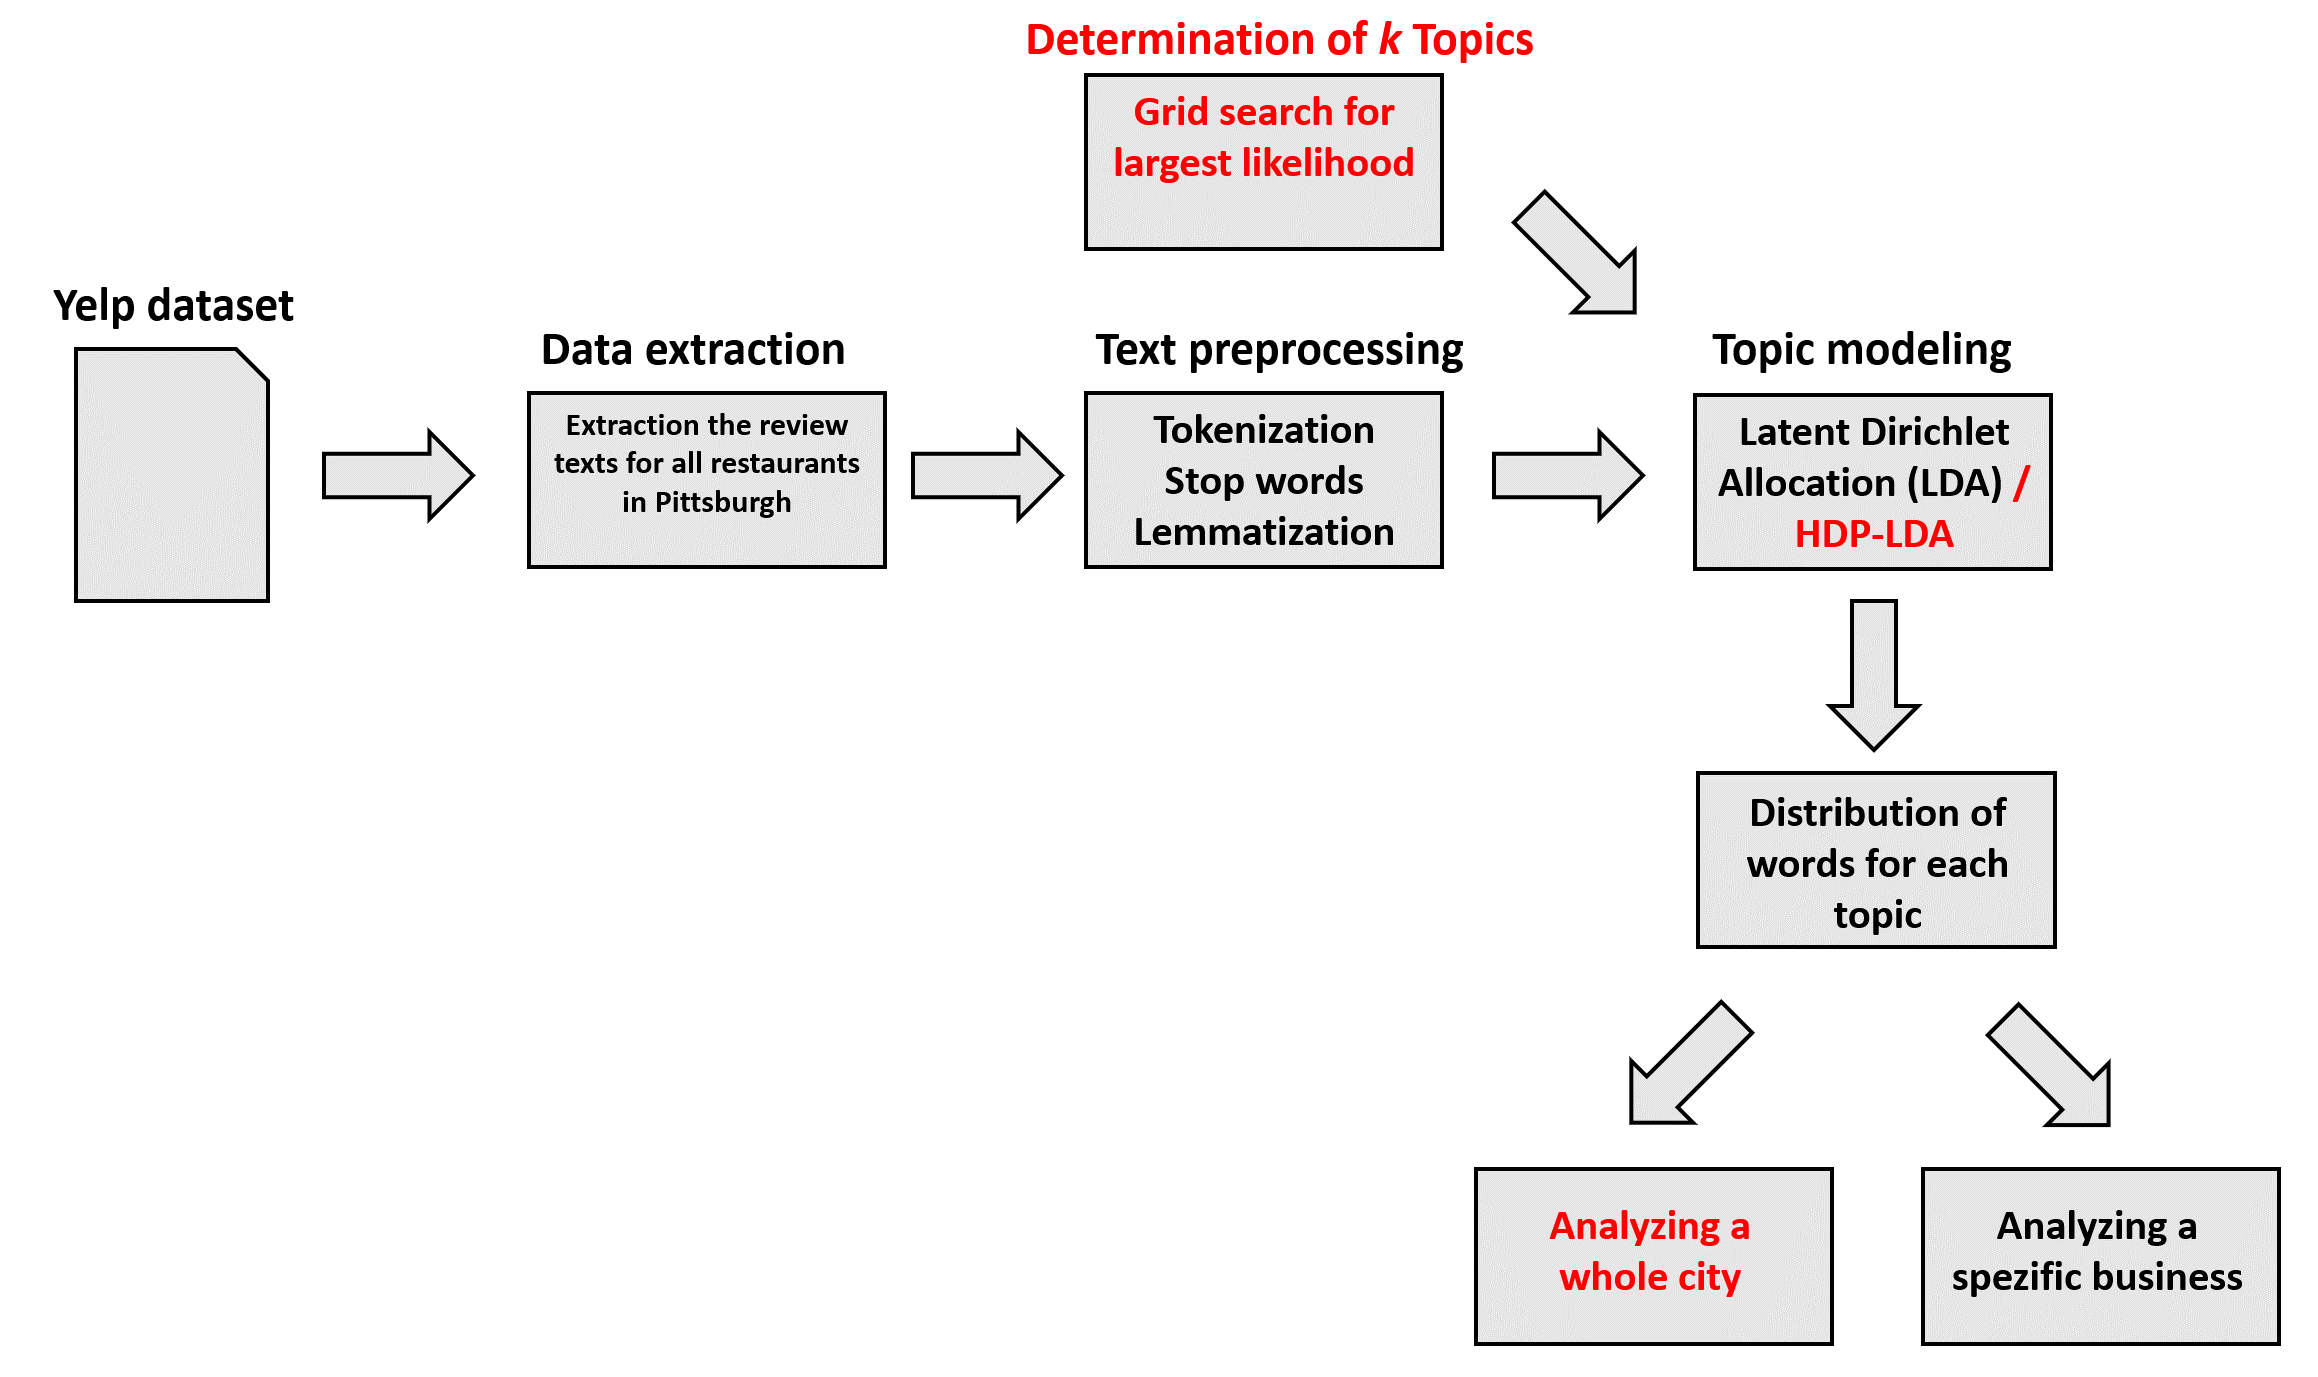 Determination of k Topics
Grid search for
largest likelihood
Yelp dataset
Data extraction
Extraction the review
texts for all restaurants
in Pittsburgh
Text preprocessing
Tokenization
Stop words
Lemmatization
Topic modeling
Latent Dirichlet
Allocation (LDA) /
HDP-LDA
Distribution of
words for each
topic
Analyzing a
whole city
Analyzing a
spezific business